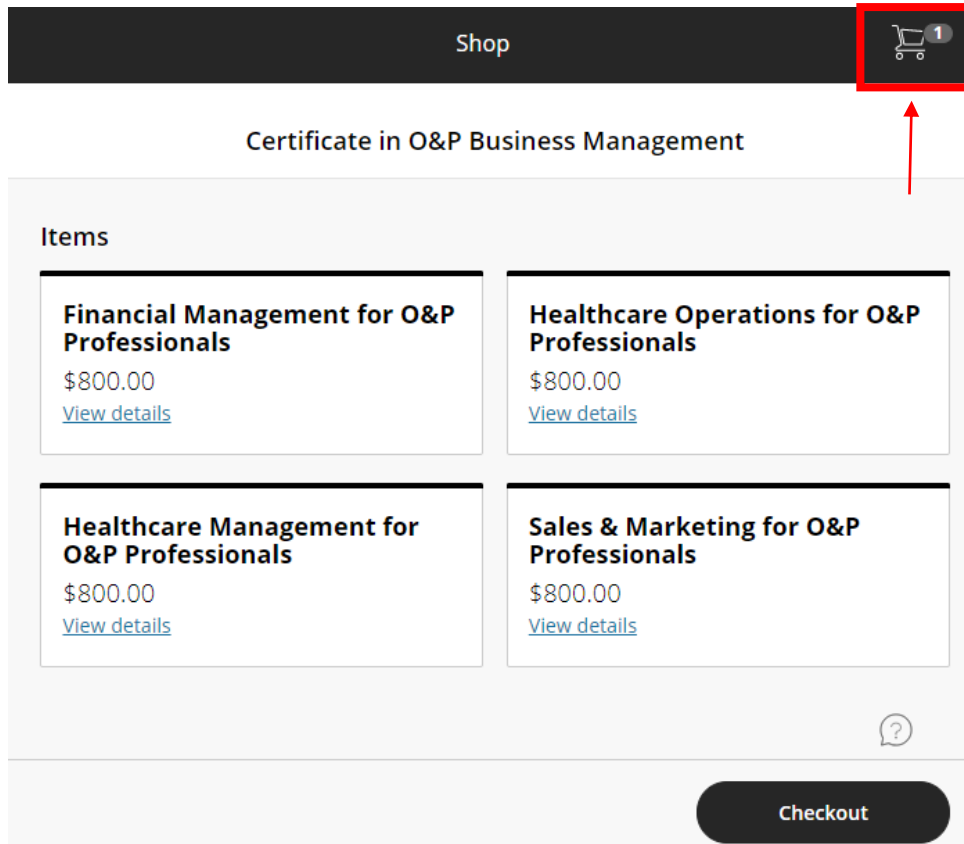 Shop
1
Certificate in O&P Business Management
Items
Financial Management for O&P
Professionals
$800.00
View details
Healthcare Operations for O&P
Professionals
$800.00
View details
Healthcare Management for
O&P Professionals
$800.00
View details
Sales & Marketing for O&P
Professionals
$800.00
View details
?
Checkout